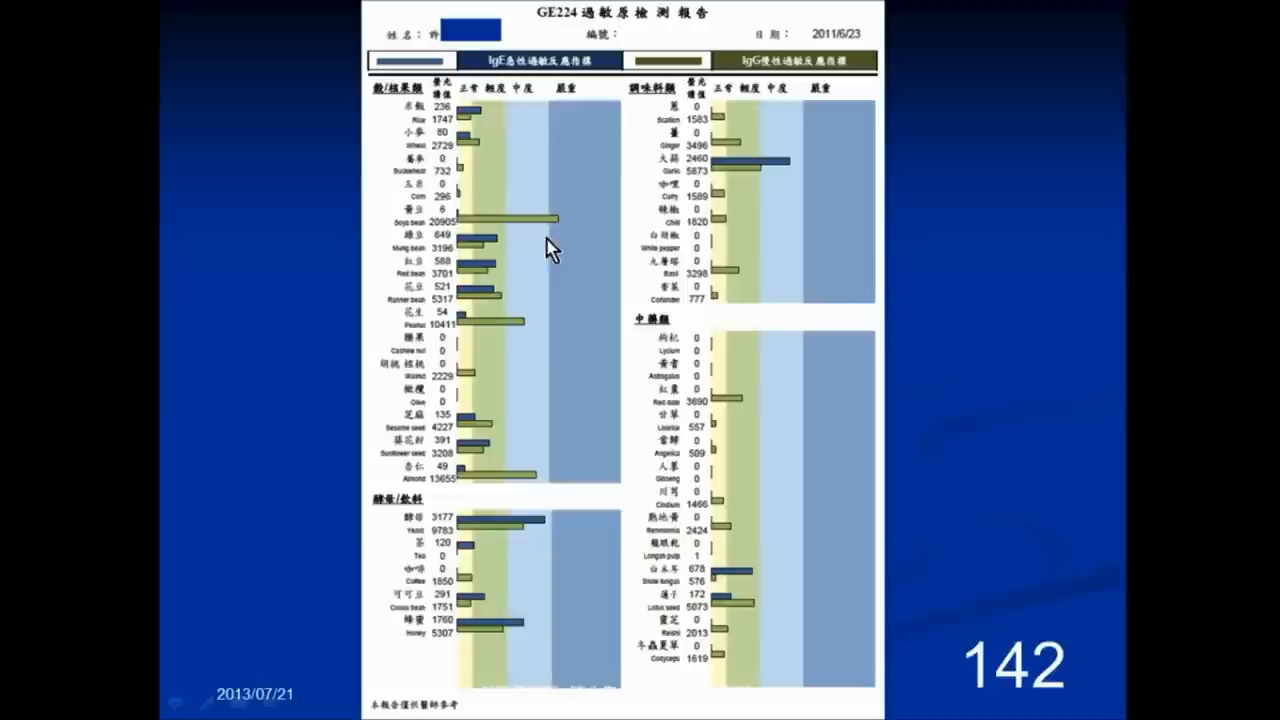 GE224 過敏原檢測報告
姓名：許
編號：
日期： 2011/6/23
IgE急性過敏反應指標
IgG慢性過敏反應指標
穀/核果類 螢光讀值 正常 輕度 中度 嚴重
米飯 236
Rice 1747
小麥 80
Wheat 2729
蕎麥 0
Buckwheat 732
玉米 0
Corn 296
黃豆 6
Soya bean 20905
綠豆 649
Mung bean 3196
紅豆 588
Red bean 3701
花豆 521
Runner bean 5317
花生 54
Peanut 10411
腰果 0
Cashew nut 0
胡桃 核桃 0
Walnut 2229
橄欖 0
Olive 0
芝麻 135
Sesame seed 4227
葵花籽 391
Sunflower seed 3208
杏仁 49
Almond 13655
酵母/飲料
酵母 3177
Yeast 9783
茶 120
Tea 0
咖啡 0
Coffee 1850
可可豆 291
Cocoa bean 1751
蜂蜜 1760
Honey 5307
調味料類 螢光讀值 正常 輕度 中度 嚴重
蔥 0
Scallion 1583
薑 0
Ginger 3496
大蒜 2460
Garlic 5873
咖哩 0
Curry 1589
辣椒 0
Chili 1820
白胡椒 0
White pepper 0
九層塔 0
Basil 3298
香菜 0
Coriander 777
中藥類
枸杞 0
Lycium 0
黃耆 0
Astragalus 0
紅棗 0
Red date 3690
甘草 0
Licorice 557
當歸 0
Angelica 509
人蔘 0
Ginseng 0
川芎 0
Cnidium 1466
熟地黃 0
Rehmannia 2424
龍眼乾 0
Longan pulp 1
白木耳 678
Snow fungus 576
蓮子 172
Lotus seed 5073
靈芝 0
Reishi 2013
冬蟲夏草 0
Codyceps 1619
本報告僅供醫師參考
2013/07/21
142